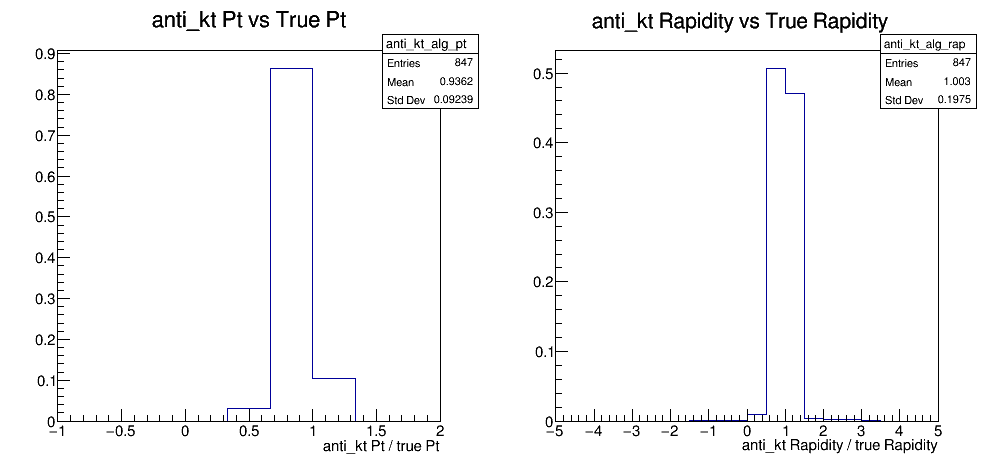 anti_kt Pt vs True Pt
anti_kt_alg_pt
Entries 847
Mean 0.9362
Std Dev 0.09239
0.9
0.8
0.7
0.6
0.5
0.4
0.3
0.2
0.1
0
−1 −0.5 0 0.5 1 1.5 2
anti_kt Pt / true Pt
anti_kt Rapidity vs True Rapidity
anti_kt_alg_rap
Entries 847
Mean 1.003
Std Dev 0.1975
0.5
0.4
0.3
0.2
0.1
0
−5 −4 −3 −2 −1 0 1 2 3 4 5
anti_kt Rapidity / true Rapidity